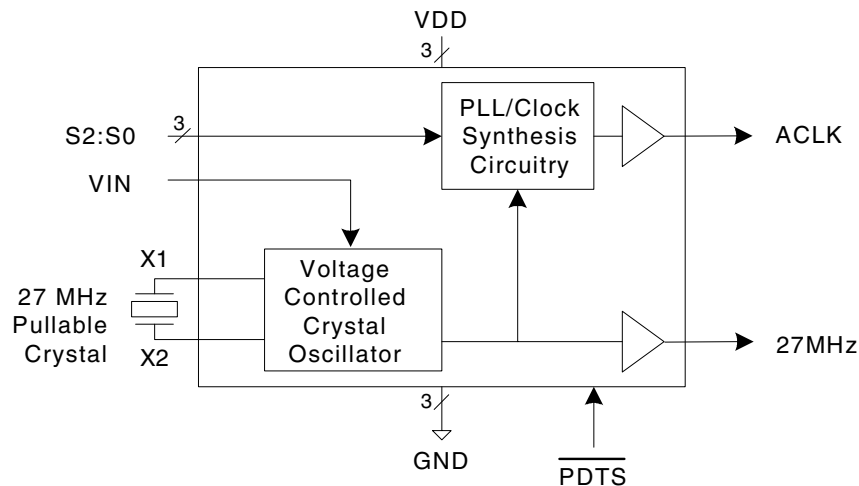 VDD
3
S2:S0
3
PLL/Clock
Synthesis
Circuitry
ACLK
VIN
X1
27 MHz
Pullable
Crystal
X2
Voltage
Controlled
Crystal
Oscillator
27MHz
3
GND
PDTS